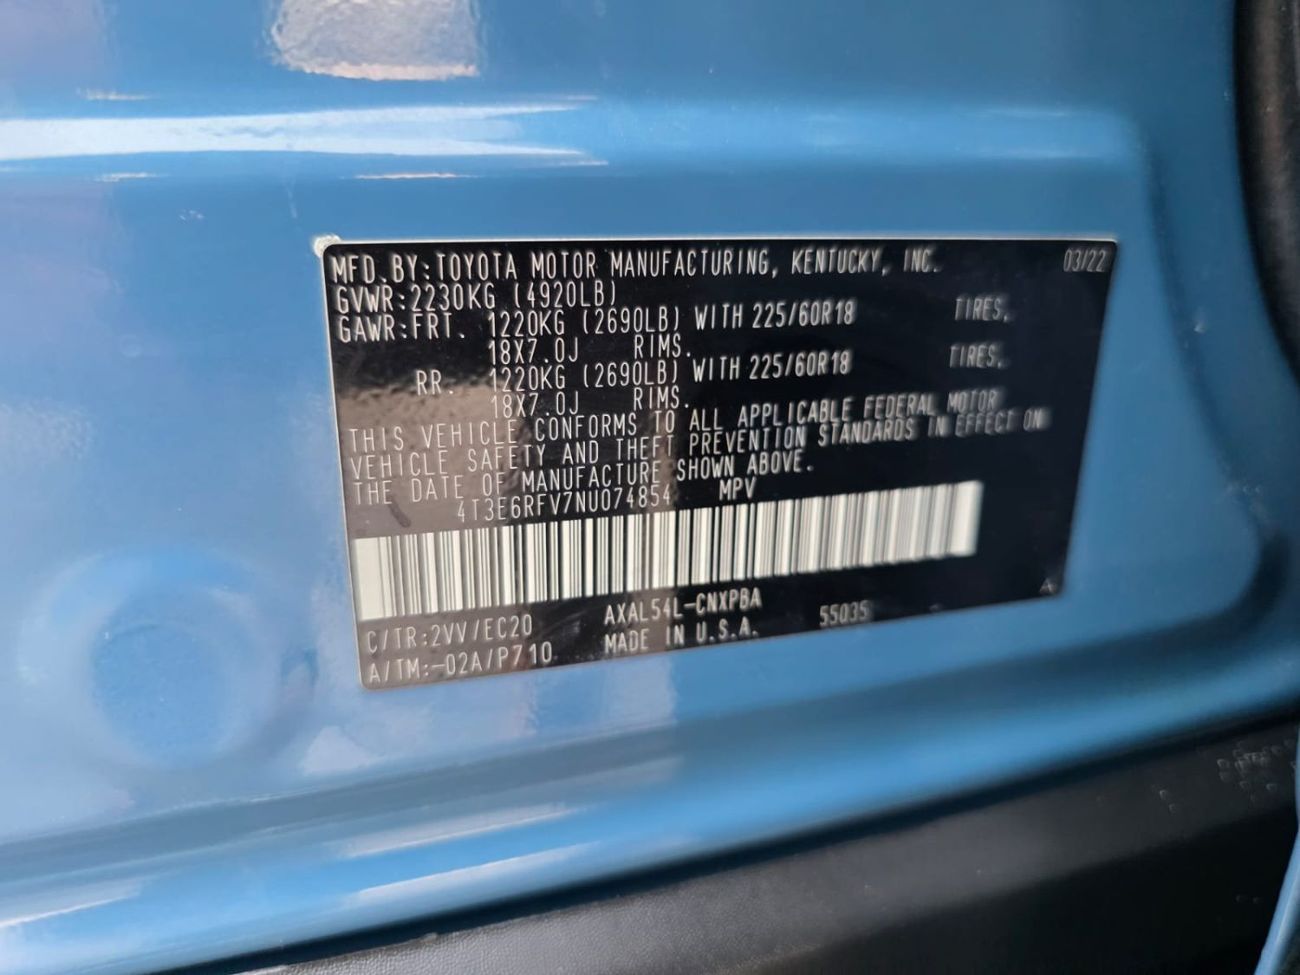 MFD.BY:TOYOTA MOTOR MANUFACTURING, KENTUCKY, INC. 03/22
GVWR:2230KG (4920LB)
GAWR:FRT. 1220KG (2690LB) WITH 225/60R18 TIRES,
18X7.0J RIMS.
RR. 1220KG (2690LB) WITH 225/60R18 TIRES,
18X7.0J RIMS.
THIS VEHICLE CONFORMS TO ALL APPLICABLE FEDERAL MOTOR
VEHICLE SAFETY AND THEFT PREVENTION STANDARDS IN EFFECT ON
THE DATE OF MANUFACTURE SHOWN ABOVE.
4T3E6RFV7NU074854 MPV
C/TR:2VV/EC20 AXAL54L-CNXPBA 55035
A/TM:-02A/P710 MADE IN U.S.A.
A